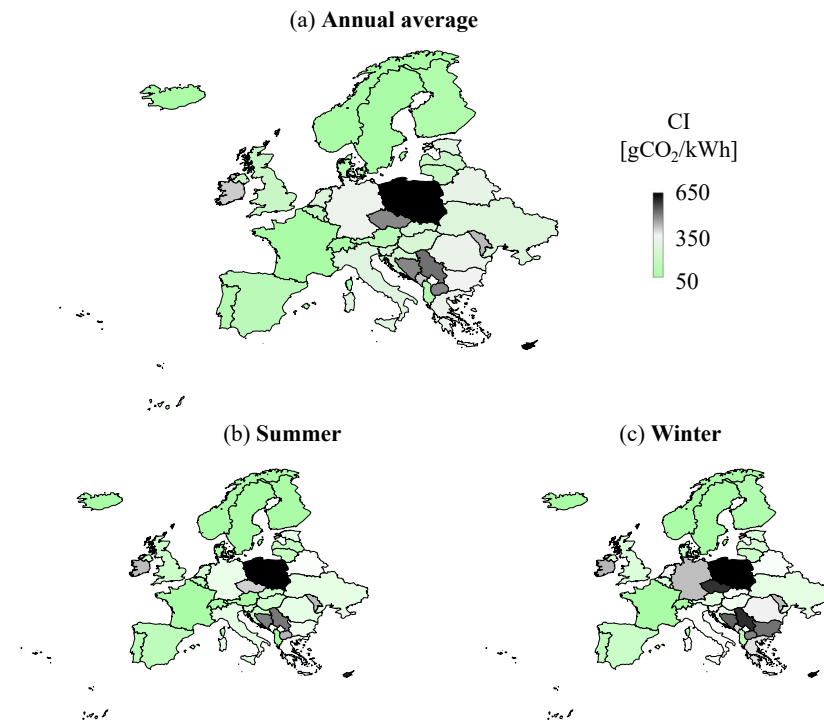 (a) Annual average
CI
[gCO₂/kWh]
650
350
50
(b) Summer
(c) Winter